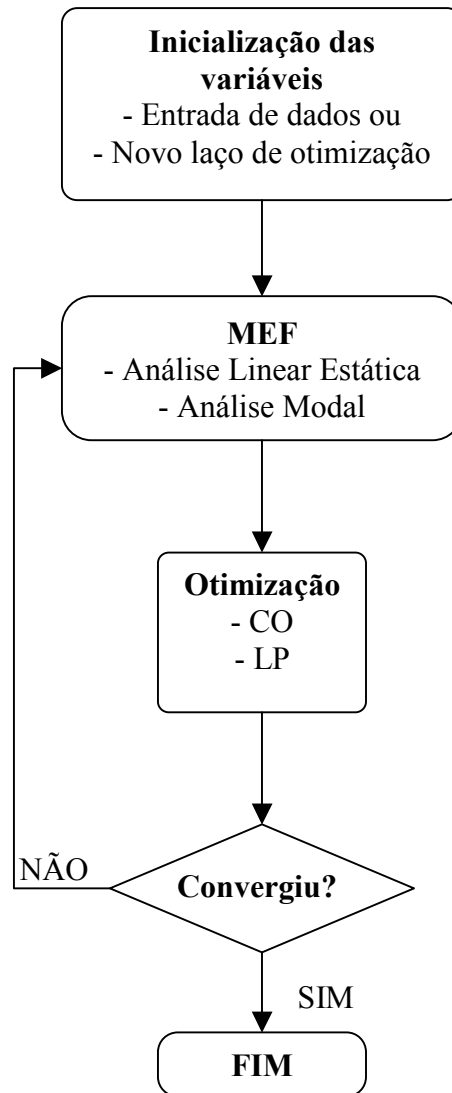 Inicialização das
variáveis
- Entrada de dados ou
- Novo laço de otimização
MEF
- Análise Linear Estática
- Análise Modal
Otimização
- CO
- LP
NÃO
Convergiu?
SIM
FIM